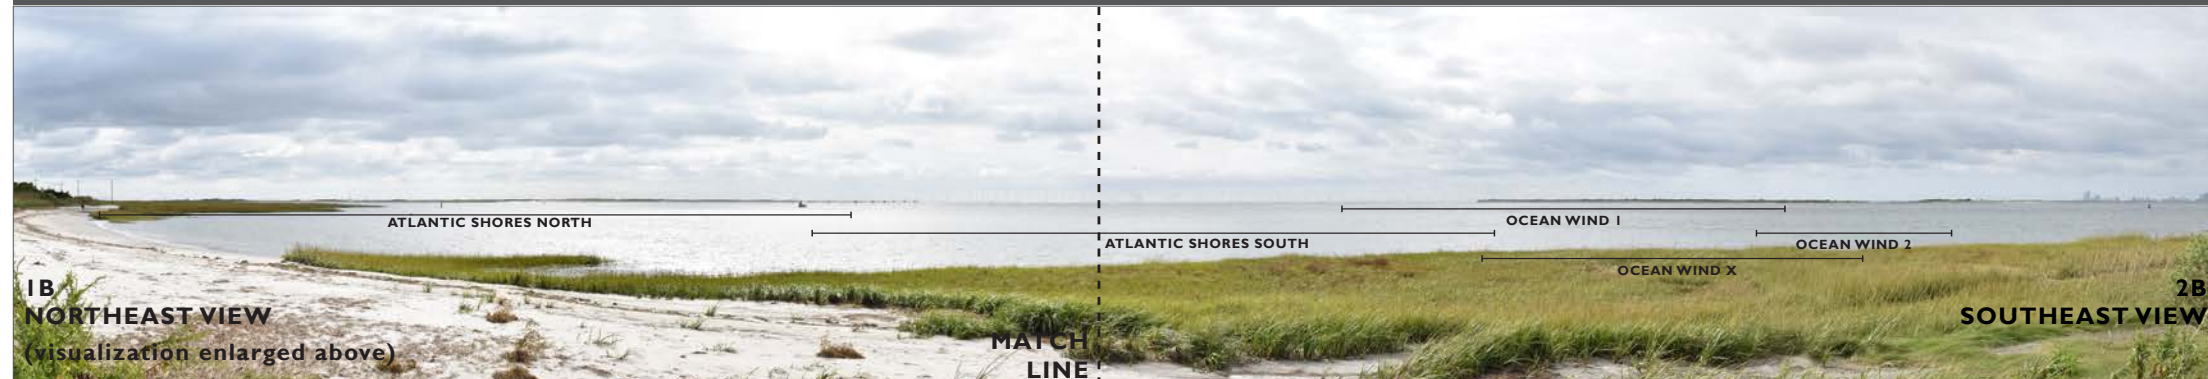 ATLANTIC SHORES NORTH
ATLANTIC SHORES SOUTH
OCEAN WIND 1
OCEAN WIND 2
OCEAN WIND X
1B
NORTHEAST VIEW
(visualization enlarged above)
MATCH
LINE
2B
SOUTHEAST VIEW